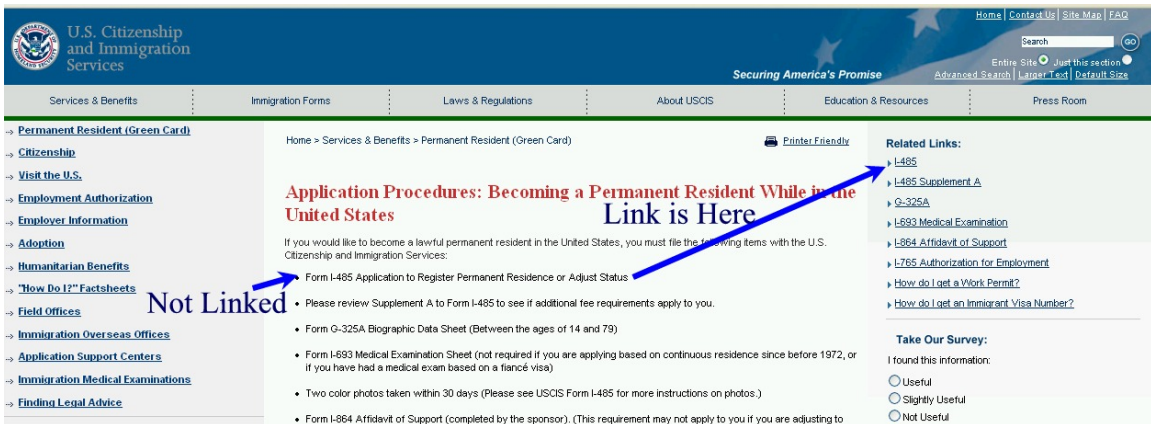 Home | Contact Us | Site Map | FAQ
U.S. Citizenship
and Immigration
Services
Search
GO
Entire Site Just this section
Securing America's Promise
Advanced Search | Larger Text | Default Size
Services & Benefits
Immigration Forms
Laws & Regulations
About USCIS
Education & Resources
Press Room
Permanent Resident (Green Card)
Citizenship
Visit the U.S.
Employment Authorization
Employer Information
Adoption
Humanitarian Benefits
"How Do I?" Factsheets
Field Offices
Immigration Overseas Offices
Application Support Centers
Immigration Medical Examinations
Finding Legal Advice
Not Linked
Home > Services & Benefits > Permanent Resident (Green Card)
Printer Friendly
Application Procedures: Becoming a Permanent Resident While in the
United States
Link is Here
If you would like to become a lawful permanent resident in the United States, you must file the following items with the U.S.
Citizenship and Immigration Services:
• Form I-485 Application to Register Permanent Residence or Adjust Status
• Please review Supplement A to Form I-485 to see if additional fee requirements apply to you.
• Form G-325A Biographic Data Sheet (Between the ages of 14 and 79)
• Form I-693 Medical Examination Sheet (not required if you are applying based on continuous residence since before 1972, or
if you have had a medical exam based on a fiancé visa)
• Two color photos taken within 30 days (Please see USCIS Form I-485 for more instructions on photos.)
• Form I-864 Affidavit of Support (completed by the sponsor). (This requirement may not apply to you if you are adjusting to
Related Links:
I-485
I-485 Supplement A
G-325A
I-693 Medical Examination
I-864 Affidavit of Support
I-765 Authorization for Employment
How do I get a Work Permit?
How do I get an Immigrant Visa Number?
Take Our Survey:
I found this information:
Useful
Slightly Useful
Not Useful